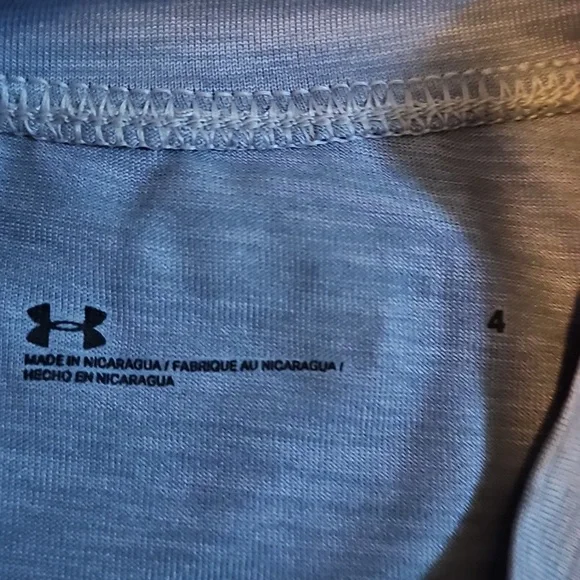 4
MADE IN NICARAGUA / FABRIQUE AU NICARAGUA /
HECHO EN NICARAGUA